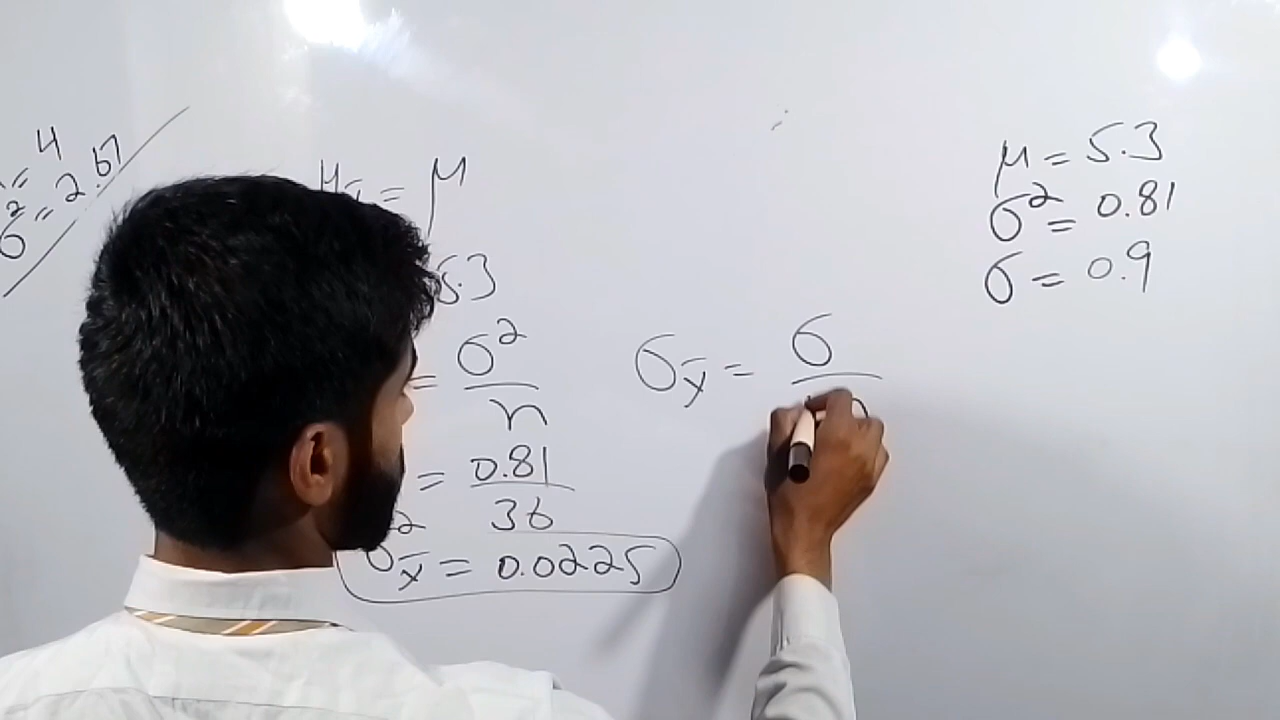 = 4
σ² = 2.67
μx̄ = μ
5.3
= σ²/n
= 0.81/36
σ²x̄ = 0.0225
σx̄ = σ/
μ = 5.3
σ² = 0.81
σ = 0.9